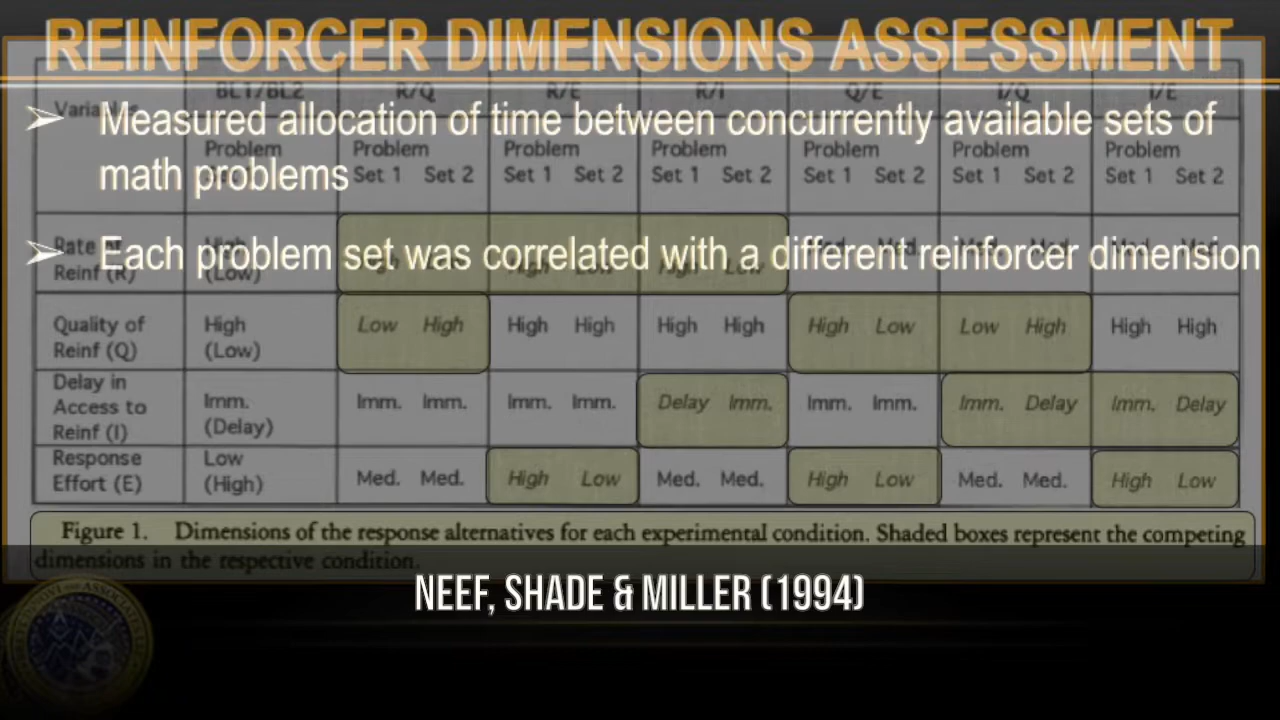 REINFORCER DIMENSIONS ASSESSMENT
BL1/BL2 R/Q R/E R/I Q/E I/Q I/E
➢ Measured allocation of time between concurrently available sets of
math problems
Problem Problem Problem Problem Problem Problem Problem
Set 1 Set 2 Set 1 Set 2 Set 1 Set 2 Set 1 Set 2 Set 1 Set 2 Set 1 Set 2
➢ Each problem set was correlated with a different reinforcer dimension
Rate of High
Reinf (R) (Low)
Quality of Reinf (Q) High (Low) Low High High High High High High Low Low High High High
Delay in Access to Reinf (I) Imm. (Delay) Imm. Imm. Imm. Imm. Delay Imm. Imm. Imm. Imm. Delay Imm. Delay
Response Effort (E) Low (High) Med. Med. High Low Med. Med. High Low Med. Med. High Low
Figure 1. Dimensions of the response alternatives for each experimental condition. Shaded boxes represent the competing
dimensions in the respective condition.
NEEF, SHADE & MILLER (1994)